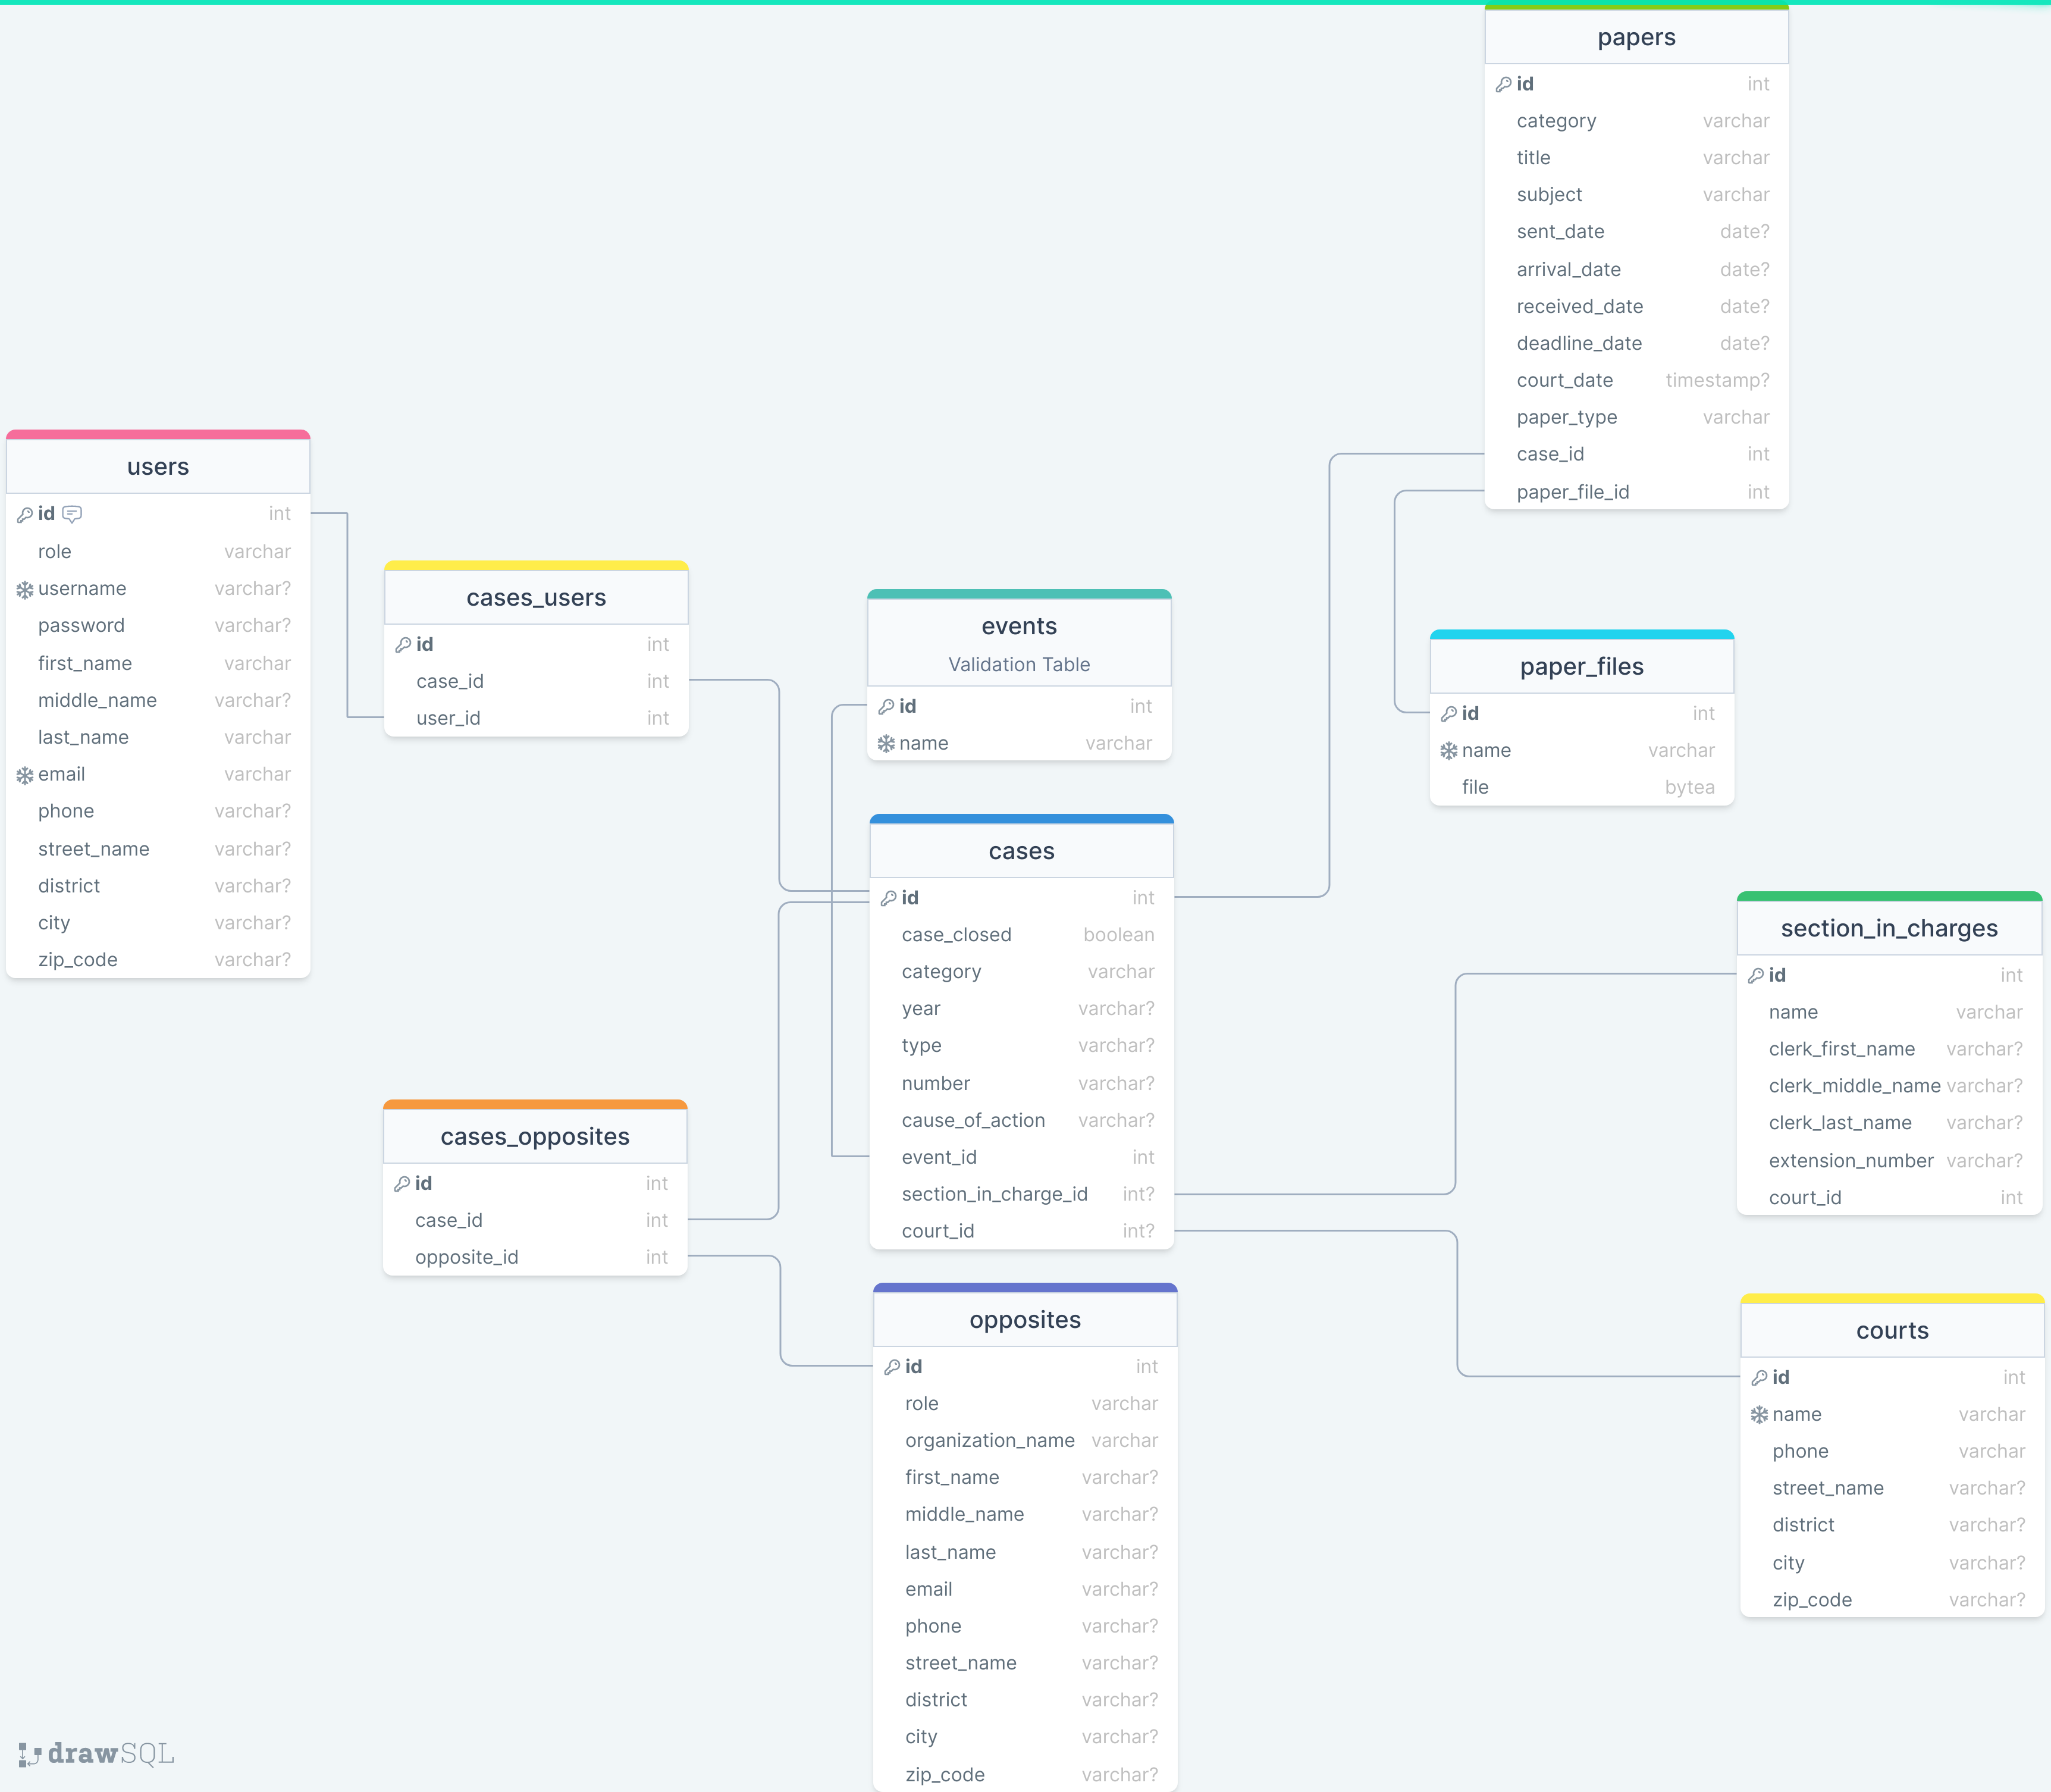 papers
id int
category varchar
title varchar
subject varchar
sent_date date?
arrival_date date?
received_date date?
deadline_date date?
court_date timestamp?
paper_type varchar
case_id int
paper_file_id int
users
id int
role varchar
username varchar?
password varchar?
first_name varchar
middle_name varchar?
last_name varchar
email varchar
phone varchar?
street_name varchar?
district varchar?
city varchar?
zip_code varchar?
cases_users
id int
case_id int
user_id int
events
Validation Table
id int
name varchar
paper_files
id int
name varchar
file bytea
cases
id int
case_closed boolean
category varchar
year varchar?
type varchar?
number varchar?
cause_of_action varchar?
event_id int
section_in_charge_id int?
court_id int?
section_in_charges
id int
name varchar
clerk_first_name varchar?
clerk_middle_name varchar?
clerk_last_name varchar?
extension_number varchar?
court_id int
cases_opposites
id int
case_id int
opposite_id int
opposites
id int
role varchar
organization_name varchar
first_name varchar?
middle_name varchar?
last_name varchar?
email varchar?
phone varchar?
street_name varchar?
district varchar?
city varchar?
zip_code varchar?
courts
id int
name varchar
phone varchar
street_name varchar?
district varchar?
city varchar?
zip_code varchar?
drawSQL